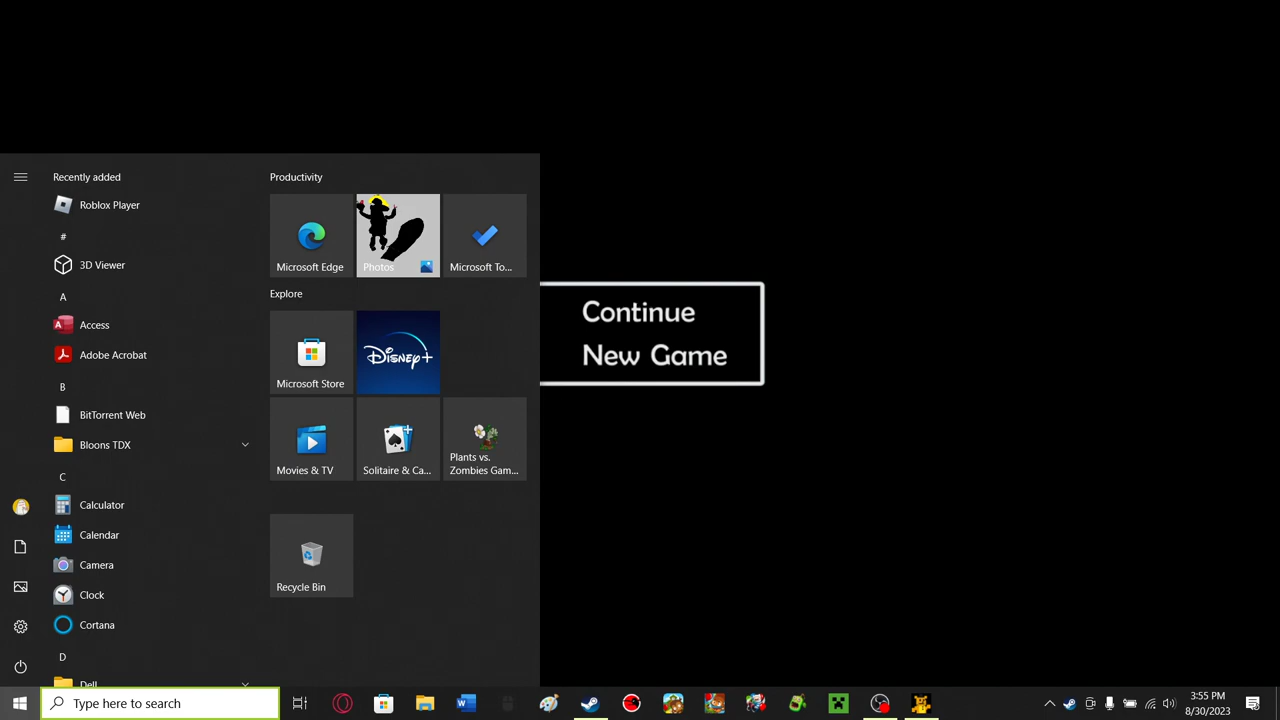 Recently added
Roblox Player
#
3D Viewer
A
Access
Adobe Acrobat
B
BitTorrent Web
Bloons TDX
C
Calculator
Calendar
Camera
Clock
Cortana
D
Dell
Productivity
Microsoft Edge
Photos
Microsoft To...
Explore
Microsoft Store
Disney+
Movies & TV
Solitaire & Ca...
Plants vs.
Zombies Gam...
Recycle Bin
Continue
New Game
Type here to search
3:55 PM
8/30/2023